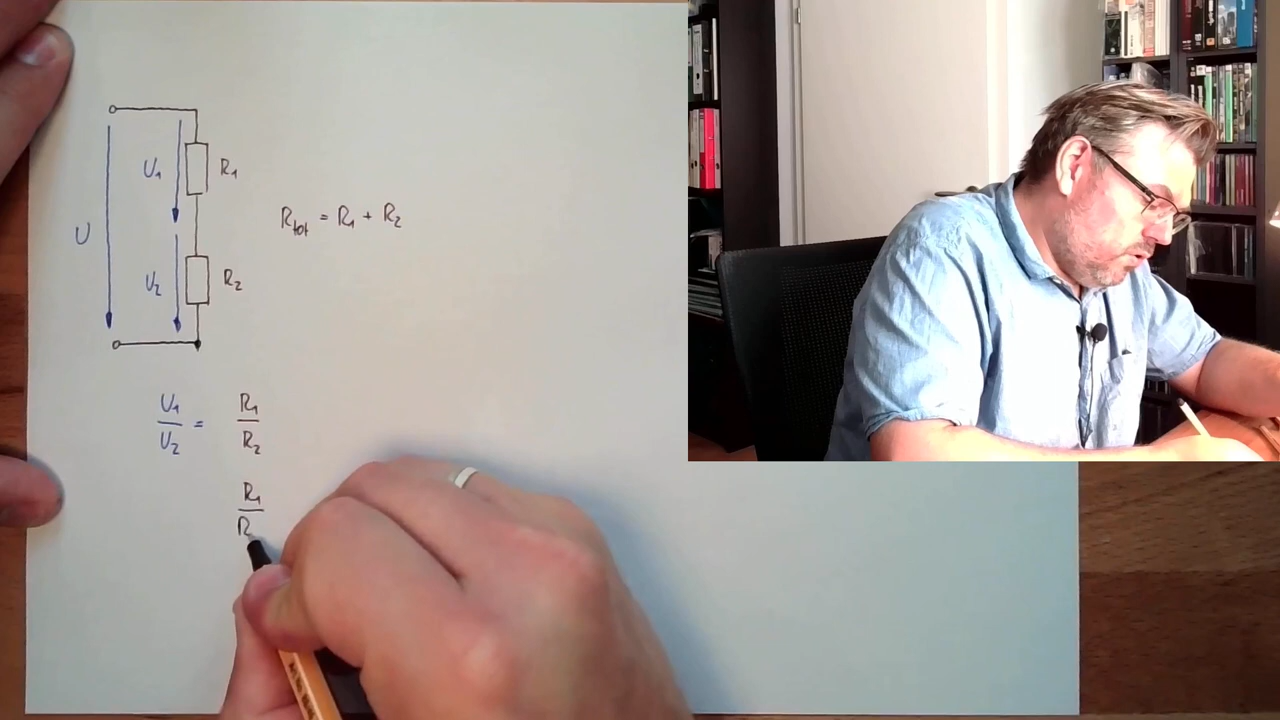 U₁ R₁
R_tot = R₁ + R₂
U
U₂ R₂
U₁/U₂ = R₁/R₂
R₁/R